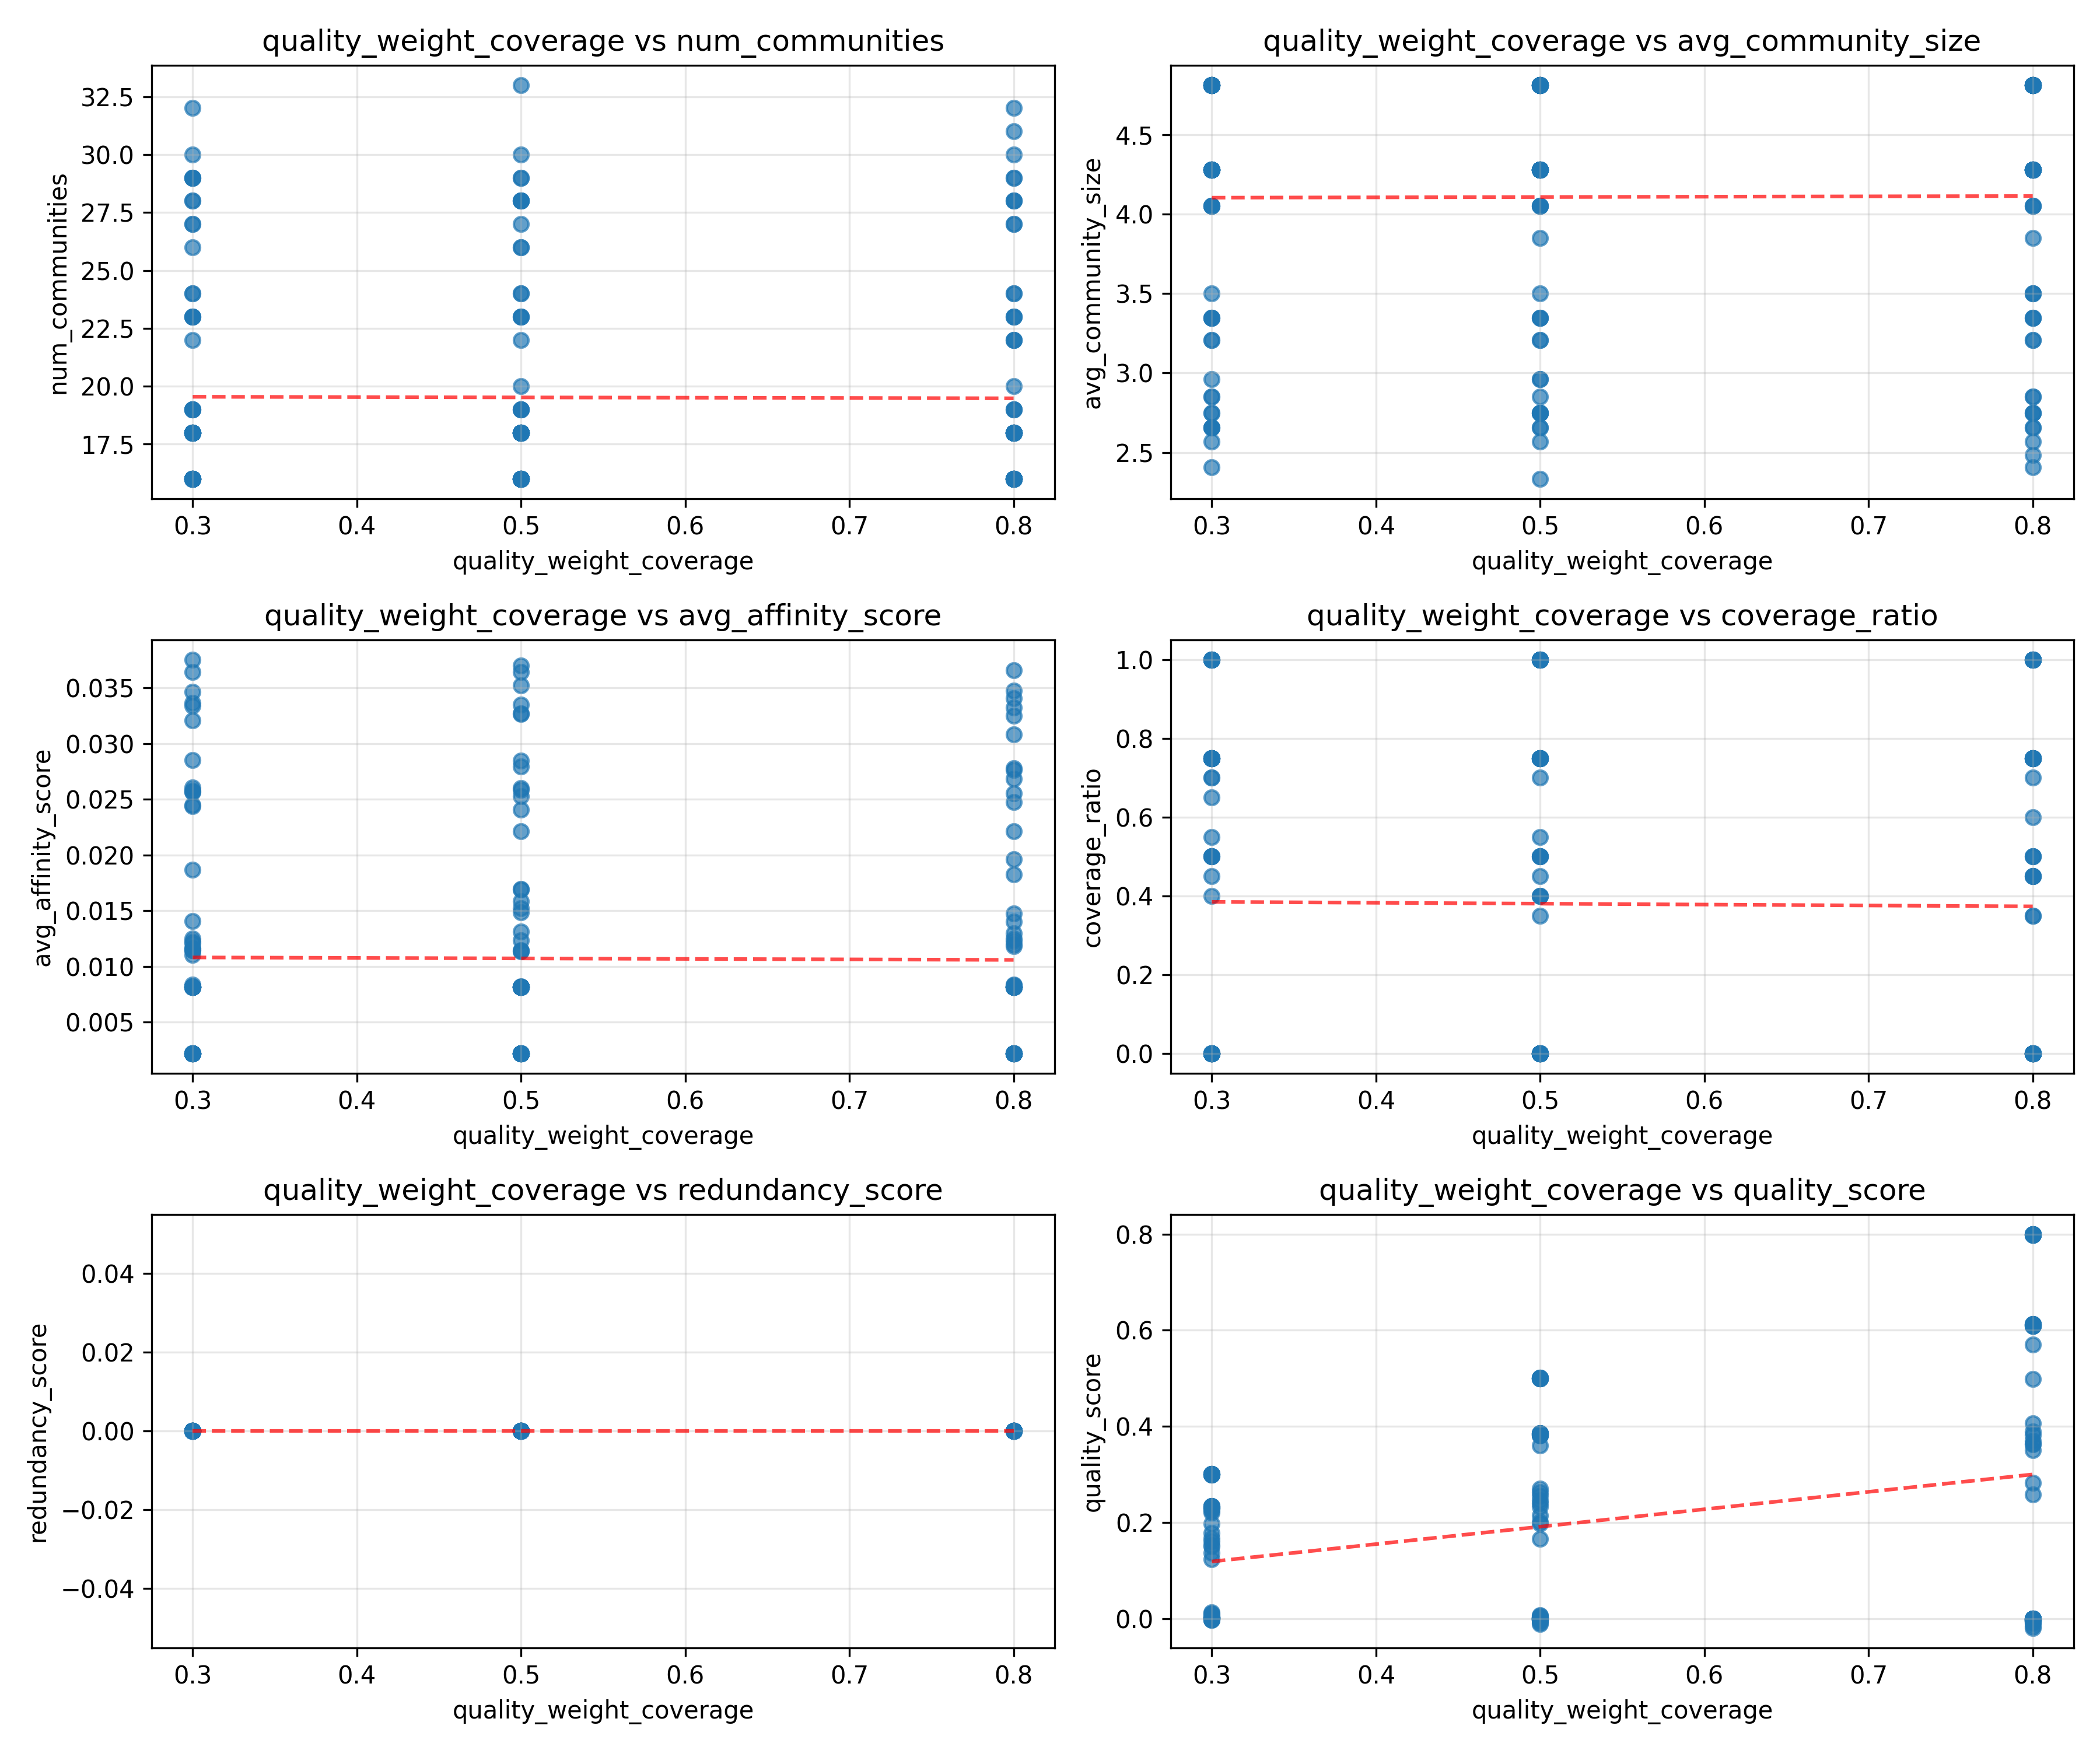 quality_weight_coverage vs num_communities
num_communities
32.5
30.0
27.5
25.0
22.5
20.0
17.5
0.3 0.4 0.5 0.6 0.7 0.8
quality_weight_coverage
quality_weight_coverage vs avg_community_size
avg_community_size
4.5
4.0
3.5
3.0
2.5
0.3 0.4 0.5 0.6 0.7 0.8
quality_weight_coverage
quality_weight_coverage vs avg_affinity_score
avg_affinity_score
0.035
0.030
0.025
0.020
0.015
0.010
0.005
0.3 0.4 0.5 0.6 0.7 0.8
quality_weight_coverage
quality_weight_coverage vs coverage_ratio
coverage_ratio
1.0
0.8
0.6
0.4
0.2
0.0
0.3 0.4 0.5 0.6 0.7 0.8
quality_weight_coverage
quality_weight_coverage vs redundancy_score
redundancy_score
0.04
0.02
0.00
−0.02
−0.04
0.3 0.4 0.5 0.6 0.7 0.8
quality_weight_coverage
quality_weight_coverage vs quality_score
quality_score
0.8
0.6
0.4
0.2
0.0
0.3 0.4 0.5 0.6 0.7 0.8
quality_weight_coverage